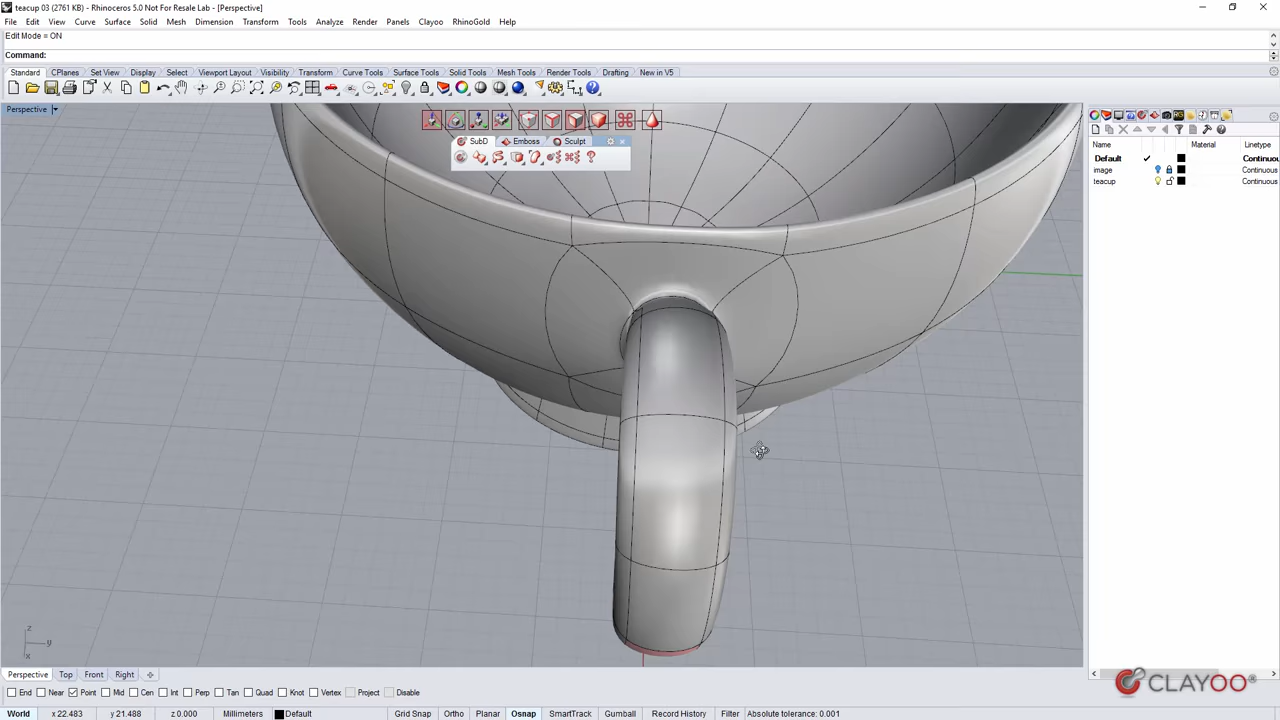 teacup 03 (2761 KB) - Rhinoceros 5.0 Not For Resale Lab - [Perspective]
File Edit View Curve Surface Solid Mesh Dimension Transform Tools Analyze Render Panels Clayoo RhinoGold Help
Edit Mode = ON
Command:
Standard CPlanes Set View Display Select Viewport Layout Visibility Transform Curve Tools Surface Tools Solid Tools Mesh Tools Render Tools Drafting New in V5
Perspective
SubD Emboss Sculpt
Name Material Linetype
Default Continuou
image Continuous
teacup Continuous
z
y
x
Perspective Top Front Right
CLAYOO®
End Near Point Mid Cen Int Perp Tan Quad Knot Vertex Project Disable
World x 22.483 y 21.488 z 0.000 Millimeters Default Grid Snap Ortho Planar Osnap SmartTrack Gumball Record History Filter Absolute tolerance: 0.001